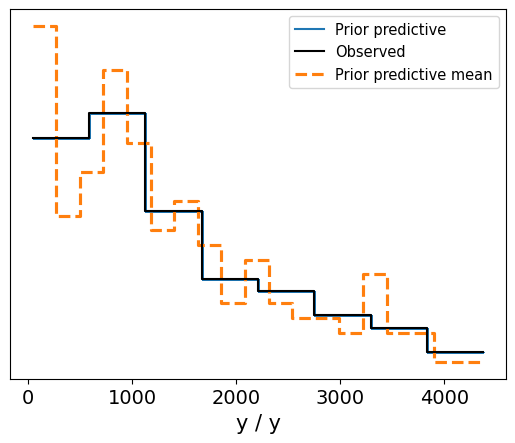 Prior predictive
Observed
Prior predictive mean
0 1000 2000 3000 4000
y / y